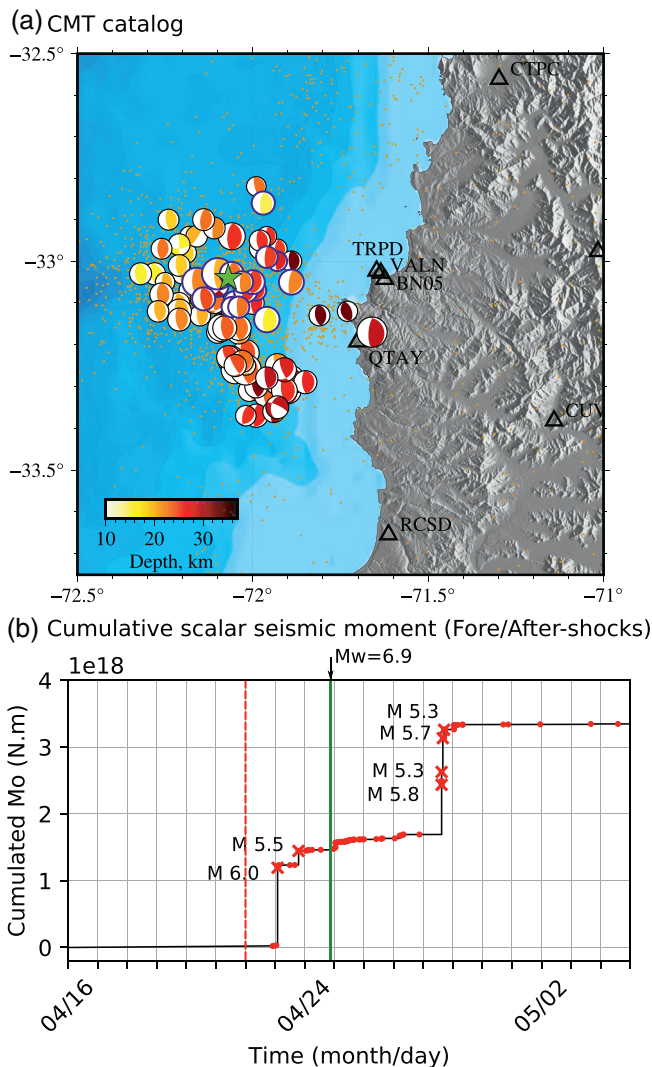 (a) CMT catalog
−32.5°
CTPC
−33°
TRPD
VALN
BN05
QTAY
CUV
−33.5°
10 20 30
Depth, km
RCSD
−72.5° −72° −71.5° −71°
(b) Cumulative scalar seismic moment (Fore/After-shocks)
1e18
Mw=6.9
4
M 5.3
M 5.7
3
M 5.3
M 5.8
2
M 5.5
M 6.0
1
0
Cumulated Mo (N.m)
04/16 04/24 05/02
Time (month/day)